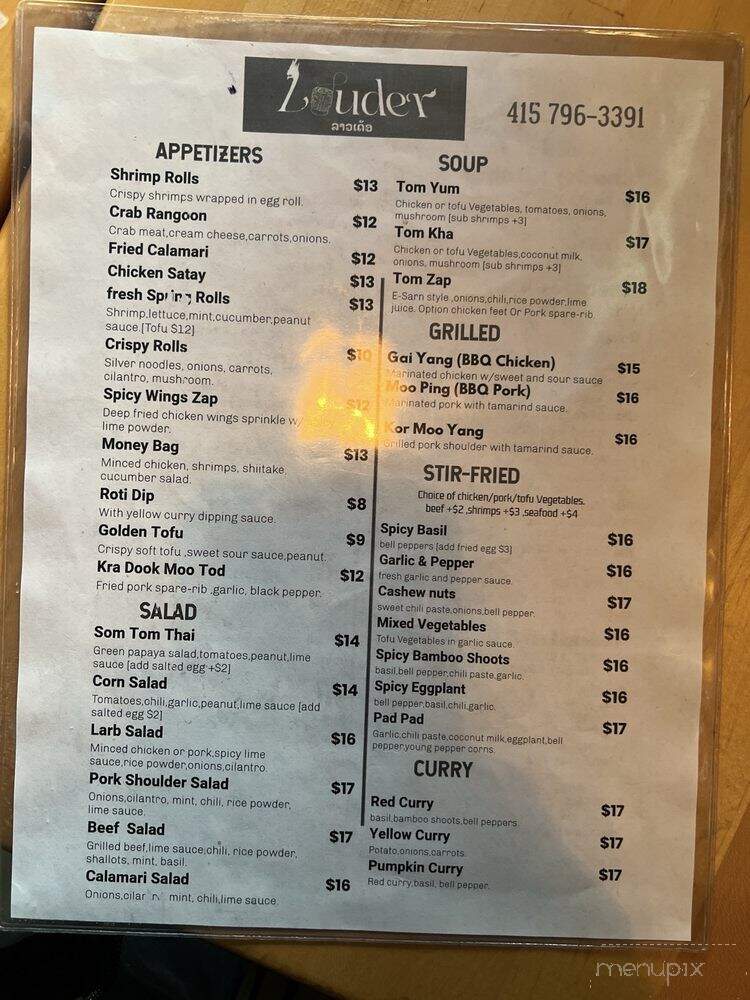 Louder
ລາວເດີ້
415 796-3391
APPETIZERS
Shrimp Rolls $13
Crispy shrimps wrapped in egg roll.
Crab Rangoon $12
Crab meat,cream cheese,carrots,onions.
Fried Calamari $12
Chicken Satay $13
fresh Spring Rolls $13
Shrimp,lettuce,mint,cucumber,peanut
sauce.[Tofu $12]
Crispy Rolls $10
Silver noodles, onions, carrots,
cilantro, mushroom.
Spicy Wings Zap $12
Deep fried chicken wings sprinkle w/
lime powder.
Money Bag $13
Minced chicken, shrimps, shiitake,
cucumber salad.
Roti Dip $8
With yellow curry dipping sauce.
Golden Tofu $9
Crispy soft tofu ,sweet sour sauce,peanut.
Kra Dook Moo Tod $12
Fried pork spare-rib ,garlic, black pepper.
SALAD
Som Tom Thai $14
Green papaya salad,tomatoes,peanut,lime
sauce [add salted egg +$2]
Corn Salad $14
Tomatoes,chili,garlic,peanut,lime sauce [add
salted egg $2]
Larb Salad $16
Minced chicken or pork,spicy lime
sauce,rice powder,onions,cilantro.
Pork Shoulder Salad $17
Onions,cilantro, mint, chili, rice powder,
lime sauce.
Beef Salad $17
Grilled beef,lime sauce,chili, rice powder,
shallots, mint, basil.
Calamari Salad $16
mint, chili,lime sauce.
SOUP
Tom Yum $16
Chicken or tofu Vegetables, tomatoes, onions,
mushroom [sub shrimps +3]
Tom Kha $17
Chicken or tofu Vegetables,coconut milk,
onions, mushroom [sub shrimps +3]
Tom Zap $18
E-Sarn style ,onions,chili,rice powder,lime
juice. Option chicken feet Or Pork spare-rib.
GRILLED
Gai Yang (BBQ Chicken) $15
Marinated chicken w/sweet and sour sauce
Moo Ping (BBQ Pork) $16
Marinated pork with tamarind sauce.
Kor Moo Yang $16
Grilled pork shoulder with tamarind sauce.
STIR-FRIED
Choice of chicken/pork/tofu Vegetables.
beef +$2 ,shrimps +$3 ,seafood +$4
Spicy Basil $16
bell peppers [add fried egg $3]
Garlic & Pepper $16
fresh garlic and pepper sauce.
Cashew nuts $17
sweet chili paste,onions,bell pepper.
Mixed Vegetables $16
Tofu Vegetables in garlic sauce.
Spicy Bamboo Shoots $16
basil,bell pepper,chili paste,garlic.
Spicy Eggplant $16
bell pepper,basil,chili,garlic.
Pad Pad $17
Garlic,chili paste,coconut milk,eggplant,bell
pepper,young pepper corns.
CURRY
Red Curry $17
basil,bamboo shoots,bell peppers.
Yellow Curry $17
Potato,onions,carrots.
Pumpkin Curry $17
Red curry,basil, bell pepper.
menupix